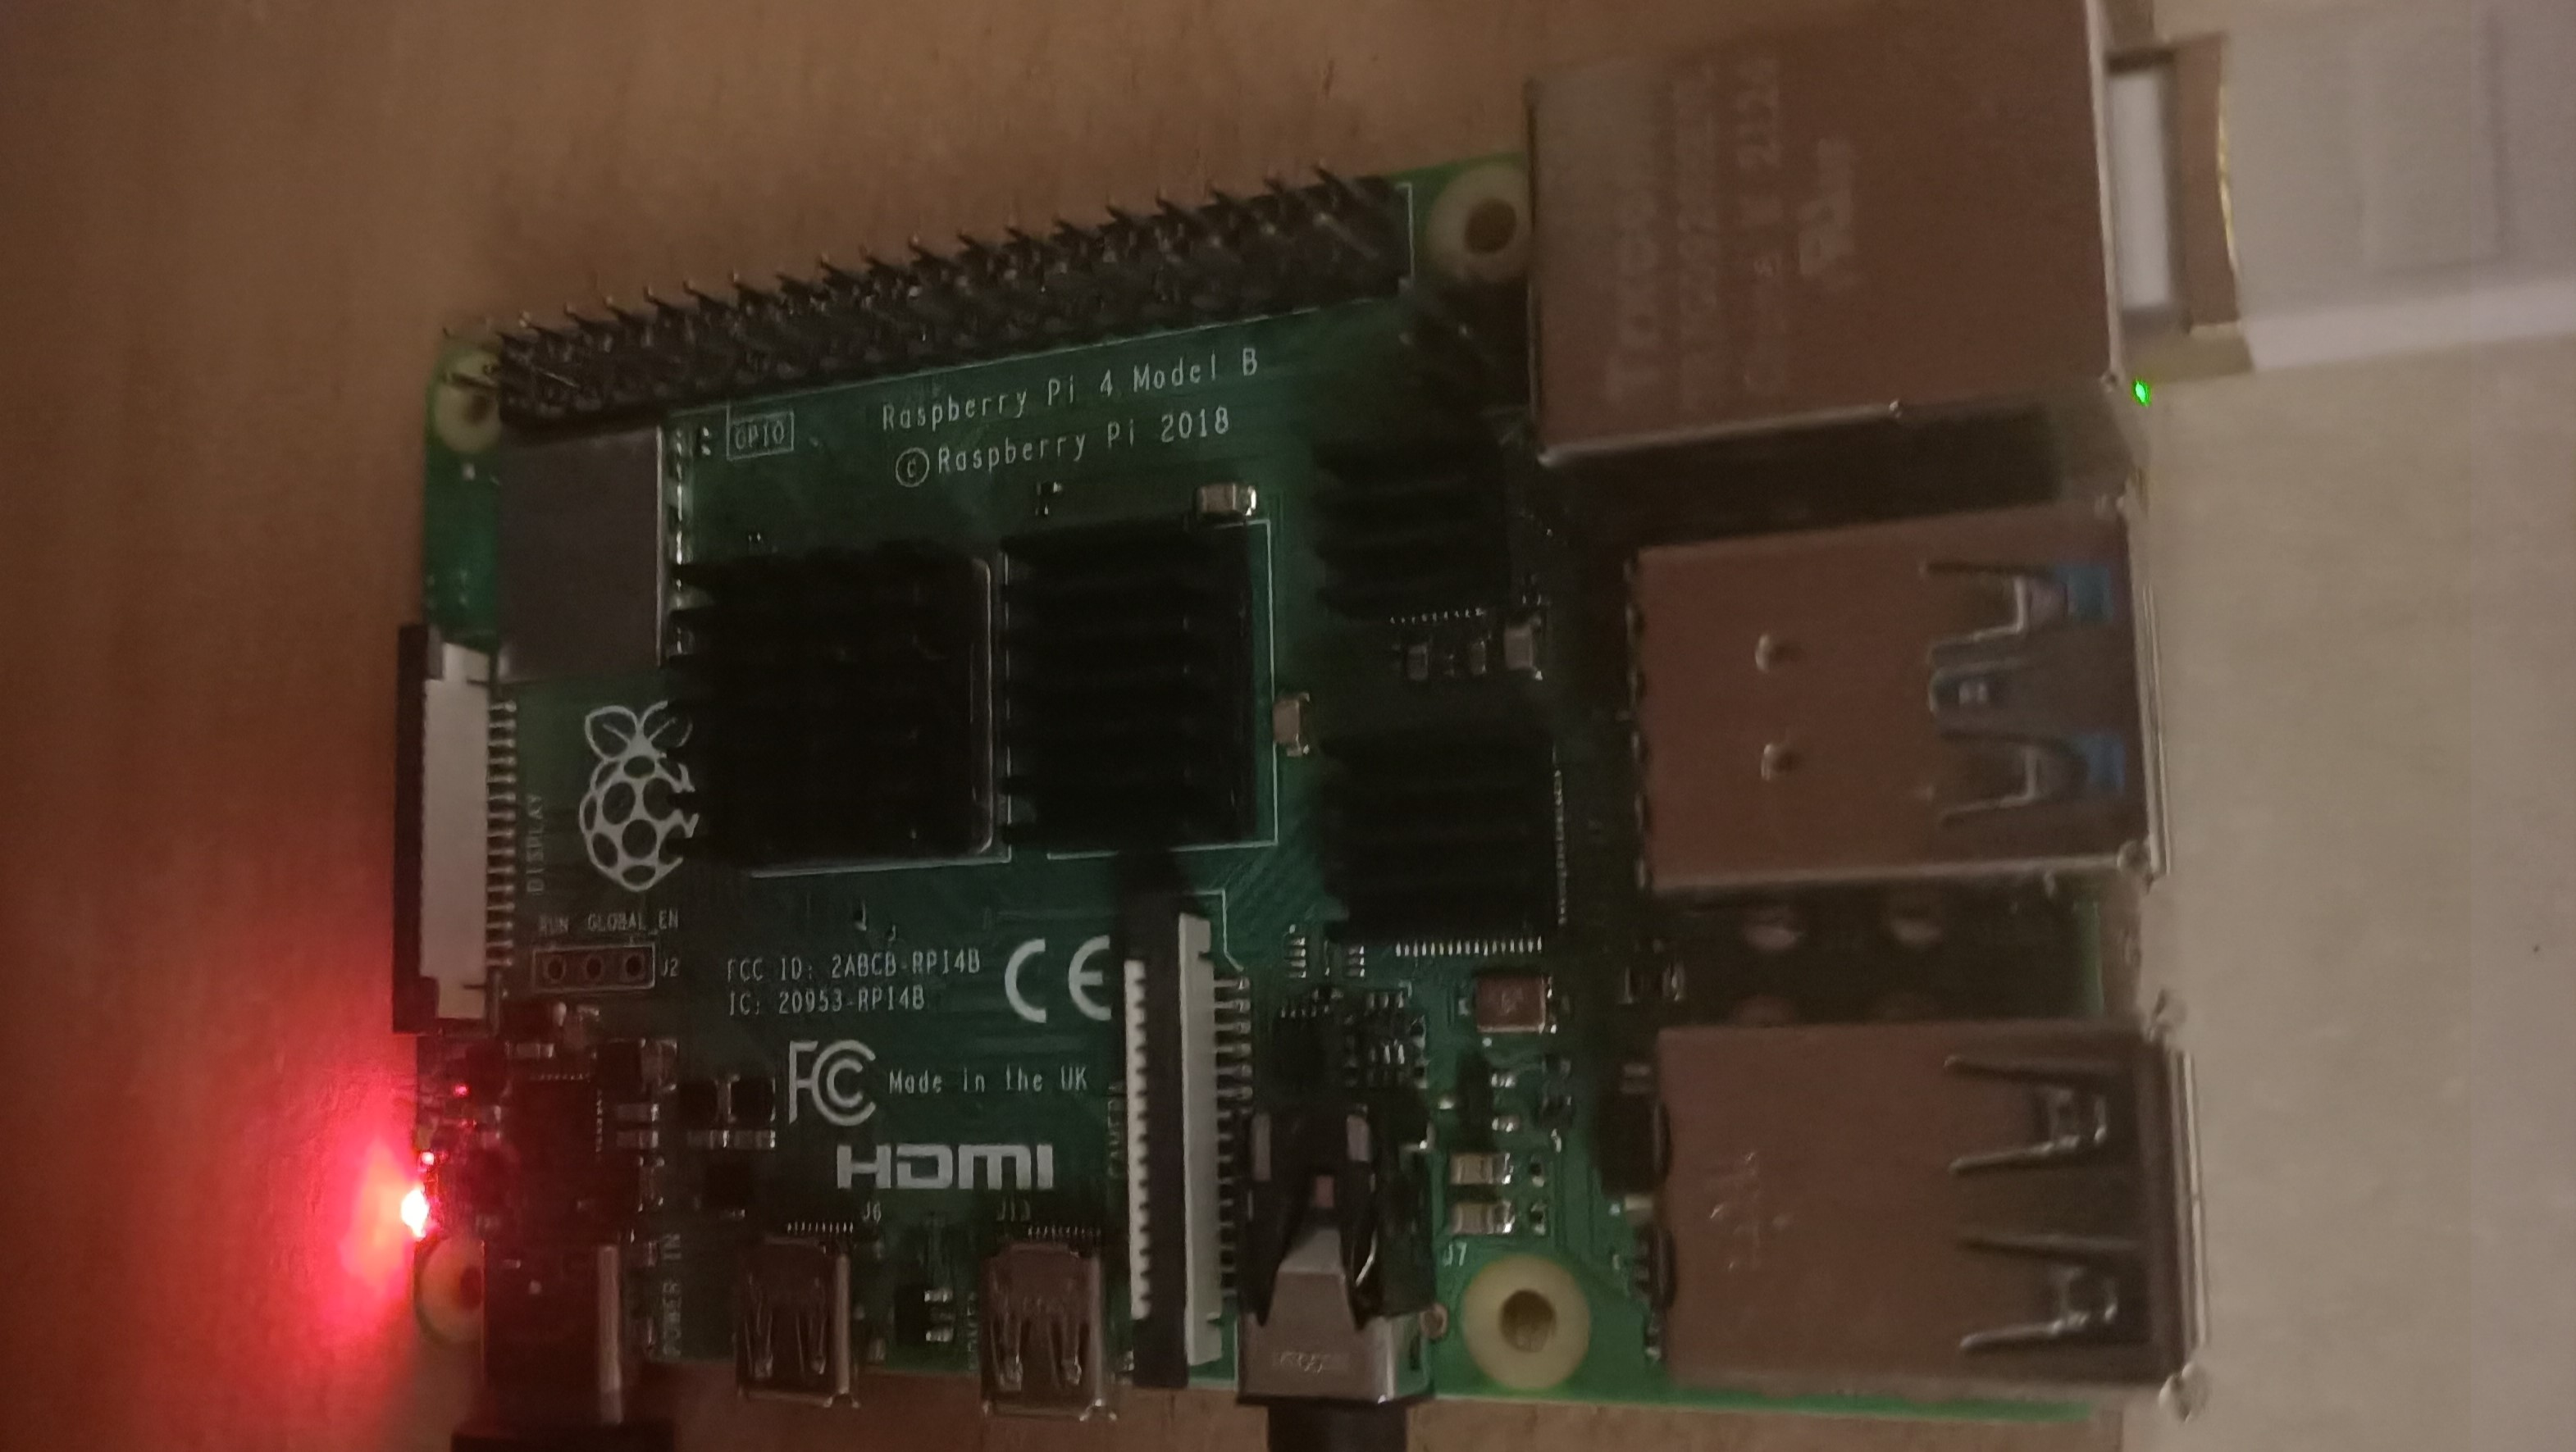 Raspberry Pi 4 Model B
© Raspberry Pi 2018
GPIO
DISPLAY
RUN GLOBAL_EN
J2
FCC ID: 2ABCB-RPI4B
IC: 20953-RPI4B
CE
FC Made in the UK
HDMI
CAMERA
J6
J13
J7
POWER IN